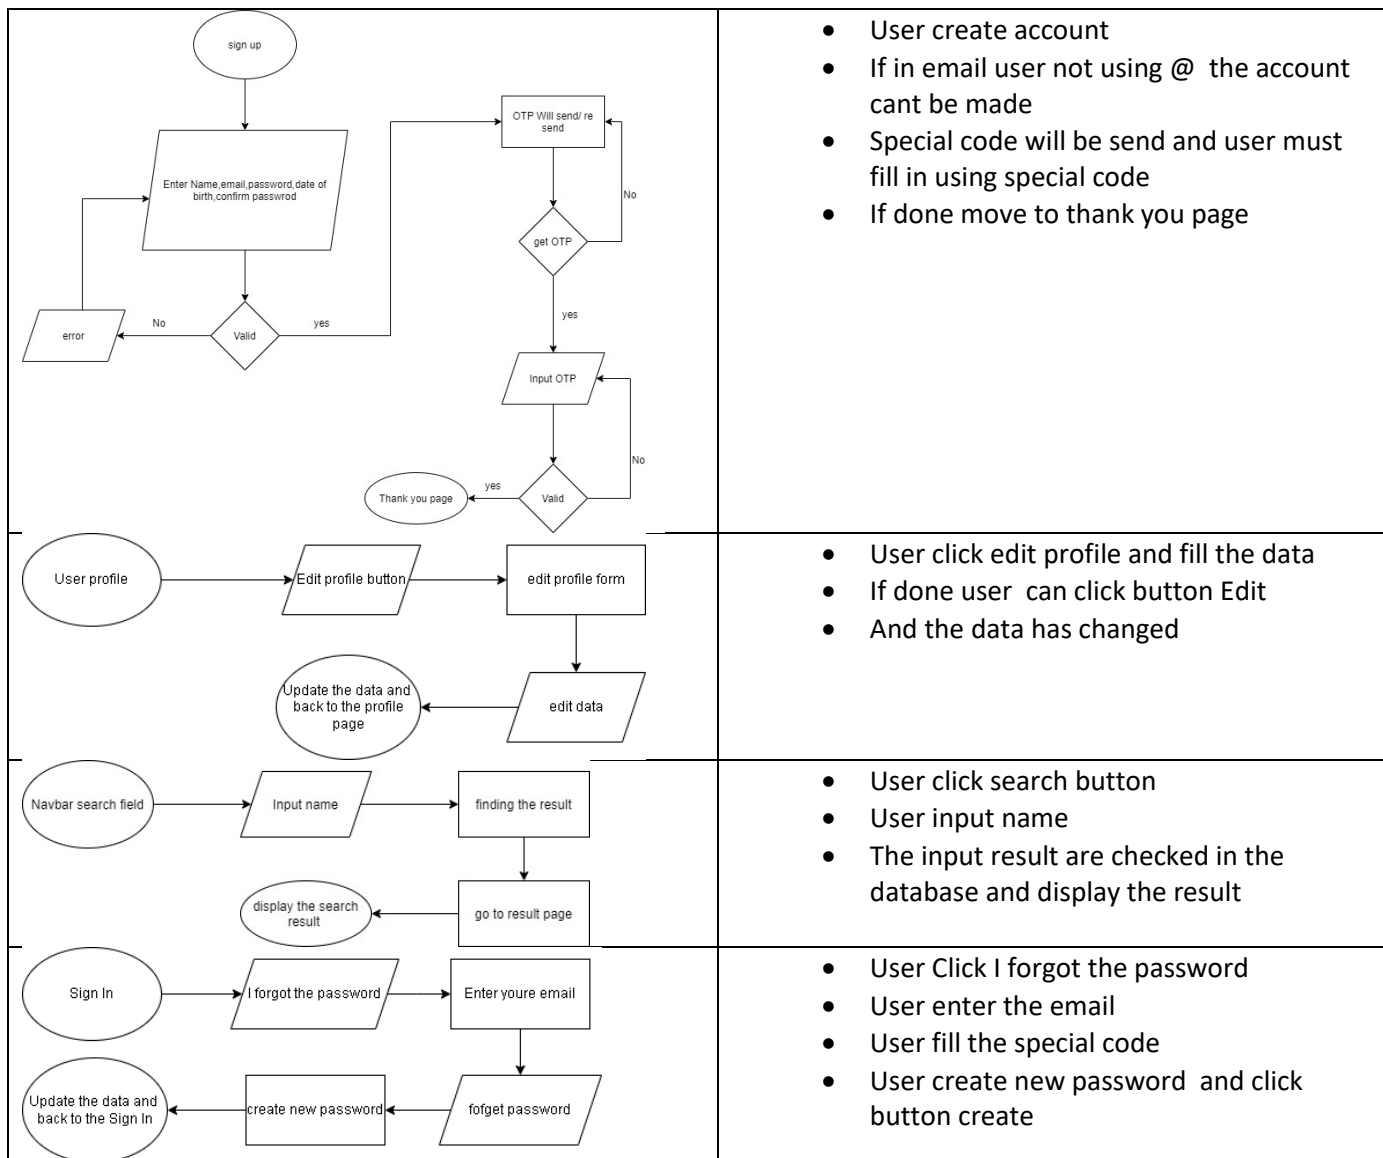 sign up
Enter Name,email,password,date of
birth,confirm passwrod
error
No
Valid
yes
OTP Will send/ re
send
No
get OTP
yes
Input OTP
No
Valid
yes
Thank you page
• User create account
• If in email user not using @ the account
cant be made
• Special code will be send and user must
fill in using special code
• If done move to thank you page
User profile
Edit profile button
edit profile form
edit data
Update the data and
back to the profile
page
• User click edit profile and fill the data
• If done user can click button Edit
• And the data has changed
Navbar search field
Input name
finding the result
go to result page
display the search
result
• User click search button
• User input name
• The input result are checked in the
database and display the result
Sign In
I forgot the password
Enter youre email
fofget password
create new password
Update the data and
back to the Sign In
• User Click I forgot the password
• User enter the email
• User fill the special code
• User create new password and click
button create